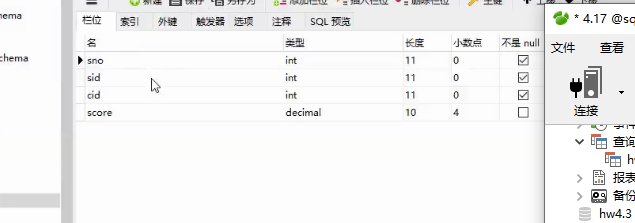 chema
chema
新建 保存 另存为 添加栏位 插入栏位 删除栏位 主键
栏位 索引 外键 触发器 选项 注释 SQL 预览
名 类型 长度 小数点 不是 null
sno int 11 0
sid int 11 0
cid int 11 0
score decimal 10 4
* 4.17 @sq
文件 查看
连接
查询
h
报表
备份
hw4.3